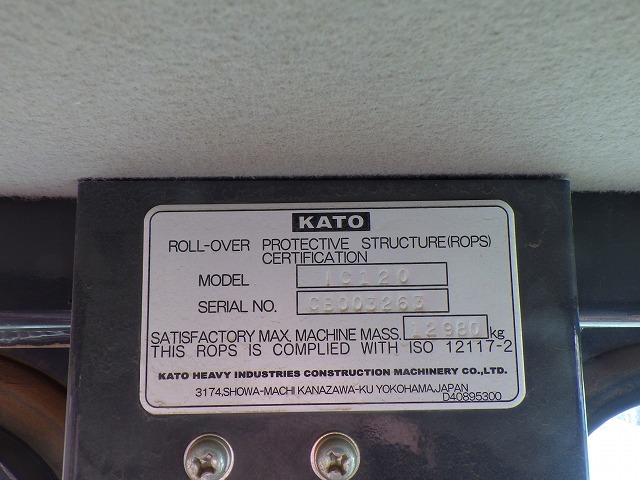 KATO
ROLL-OVER PROTECTIVE STRUCTURE(ROPS)
CERTIFICATION
MODEL IC120
SERIAL NO. CB003263
SATISFACTORY MAX. MACHINE MASS. 12980 kg
THIS ROPS IS COMPLIED WITH ISO 12117-2
KATO HEAVY INDUSTRIES CONSTRUCTION MACHINERY CO.,LTD.
3174,SHOWA-MACHI KANAZAWA-KU YOKOHAMA,JAPAN
D40895300